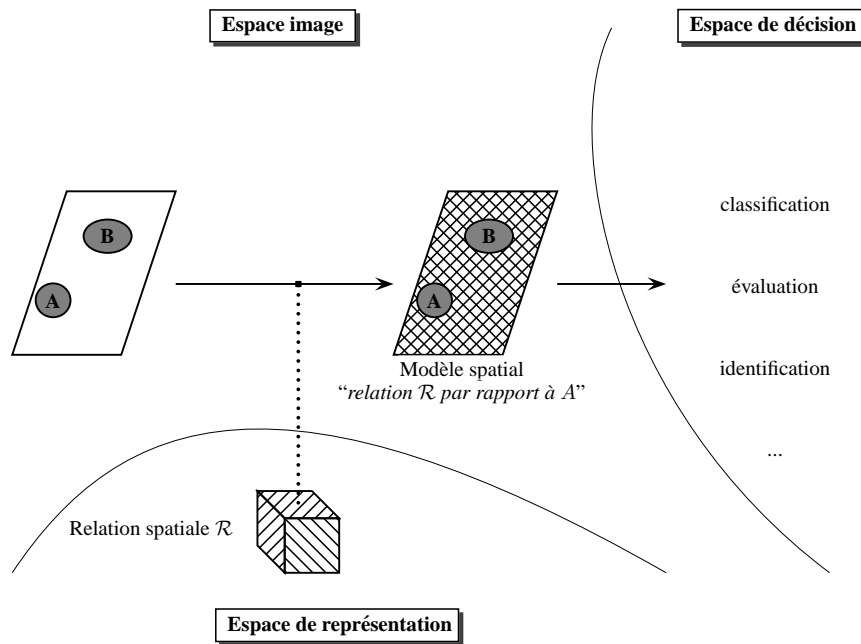 Espace image
Espace de décision
B
A
B
A
classification
évaluation
identification
...
Modèle spatial
“relation ℛ par rapport à A”
Relation spatiale ℛ
Espace de représentation